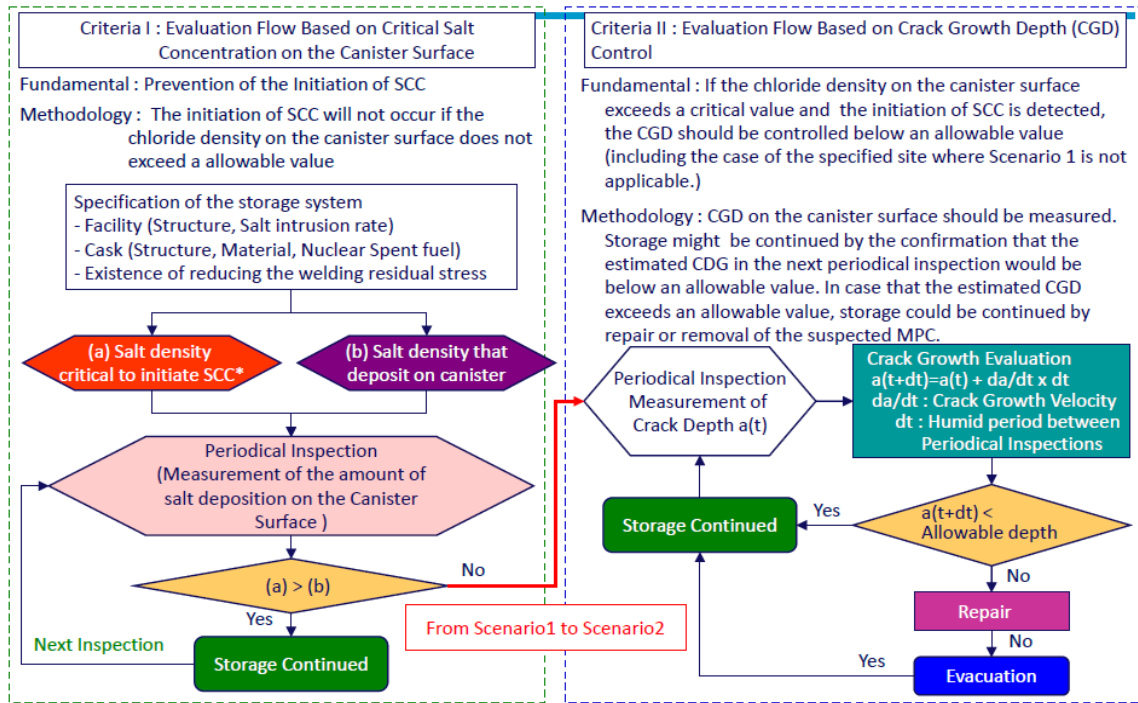 Criteria I : Evaluation Flow Based on Critical Salt
Concentration on the Canister Surface
Fundamental : Prevention of the Initiation of SCC
Methodology :  The initiation of SCC will not occur if the
chloride density on the canister surface does not
exceed a allowable value
Specification of the storage system
- Facility (Structure, Salt intrusion rate)
- Cask (Structure, Material, Nuclear Spent fuel)
- Existence of reducing the welding residual stress
(a) Salt density
critical to initiate SCC*
(b) Salt density that
deposit on canister
Periodical Inspection
(Measurement of the amount of
salt deposition on the Canister
Surface )
(a) > (b)
No
Yes
Next Inspection
Storage Continued
From Scenario1 to Scenario2
Criteria II : Evaluation Flow Based on Crack Growth Depth (CGD)
Control
Fundamental : If the chloride density on the canister surface
exceeds a critical value and  the initiation of SCC is detected,
the CGD should be controlled below an allowable value
(including the case of the specified site where Scenario 1 is not
applicable.)
Methodology : CGD on the canister surface should be measured.
Storage might  be continued by the confirmation that the
estimated CDG in the next periodical inspection would be
below an allowable value. In case that the estimated CGD
exceeds an allowable value, storage could be continued by
repair or removal of the suspected MPC.
Periodical Inspection
Measurement of
Crack Depth a(t)
Crack Growth Evaluation
a(t+dt)=a(t) + da/dt x dt
da/dt : Crack Growth Velocity
dt : Humid period between
Periodical Inspections
Storage Continued
Yes
a(t+dt) <
Allowable depth
No
Repair
No
Yes
Evacuation